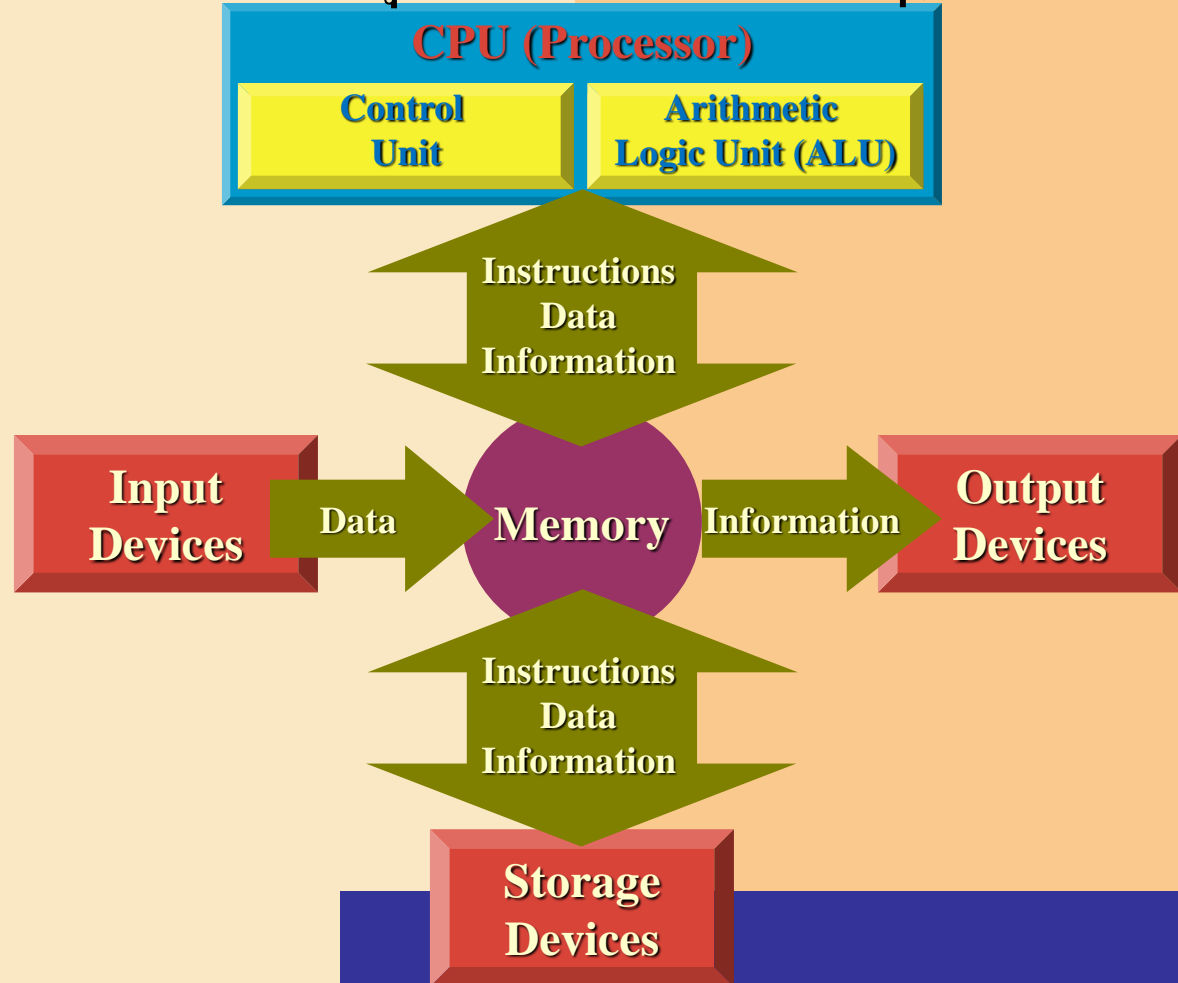 CPU (Processor)
Control
Unit
Arithmetic
Logic Unit (ALU)
Instructions
Data
Information
Input
Devices
Data
Memory
Information
Output
Devices
Instructions
Data
Information
Storage
Devices